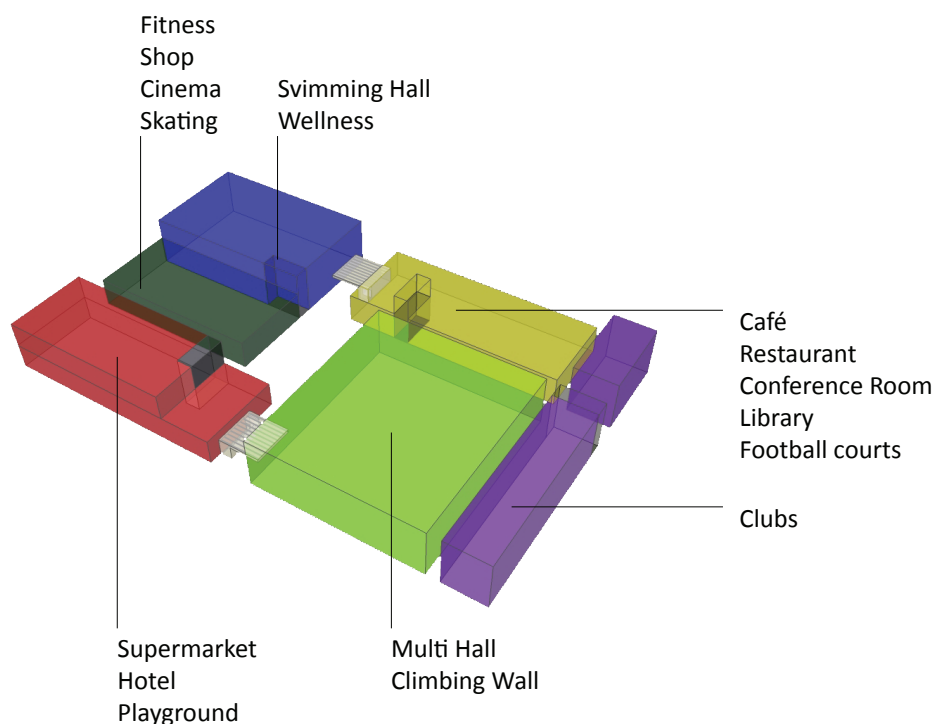 Fitness
Shop
Cinema
Skating
Svimming Hall
Wellness
Café
Restaurant
Conference Room
Library
Football courts
Clubs
Supermarket
Hotel
Playground
Multi Hall
Climbing Wall